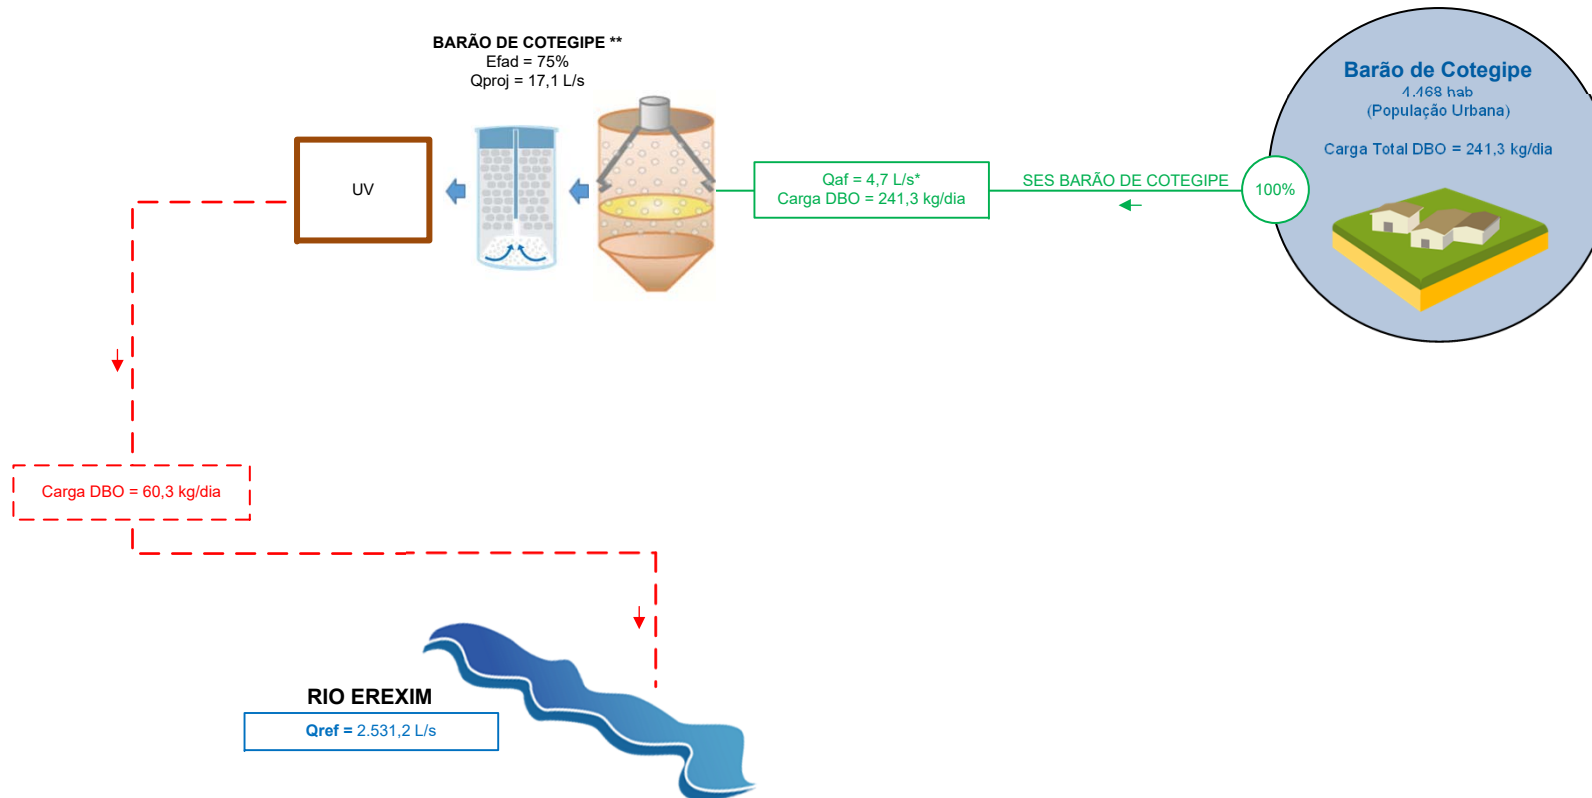 BARÃO DE COTEGIPE **
Efad = 75%
Qproj = 17,1 L/s
UV
Qaf = 4,7 L/s*
Carga DBO = 241,3 kg/dia
SES BARÃO DE COTEGIPE
100%
Barão de Cotegipe
4.468 hab
(População Urbana)
Carga Total DBO = 241,3 kg/dia
Carga DBO = 60,3 kg/dia
RIO EREXIM
Qref = 2.531,2 L/s